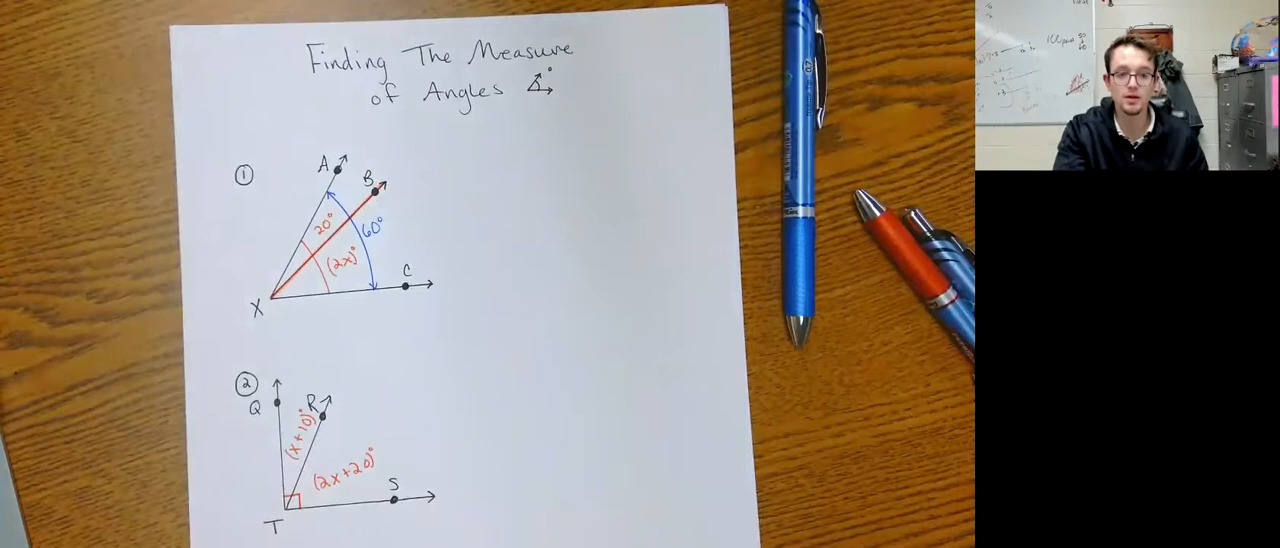 Finding The Measure
of Angles
①
A
B
20°
60°
(2x)°
C
X
②
Q
R
(x+10)°
(2x+20)°
S
T